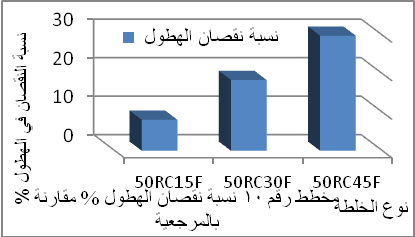 30
20
10
0
نسبة نقصان الهطول
نسبة النقصان في الهطول %
50RC15F
50RC30F
50RC45F
نوع الخلطة
مخطط رقم ١٠ نسبة نقصان الهطول % مقارنة
بالمرجعية